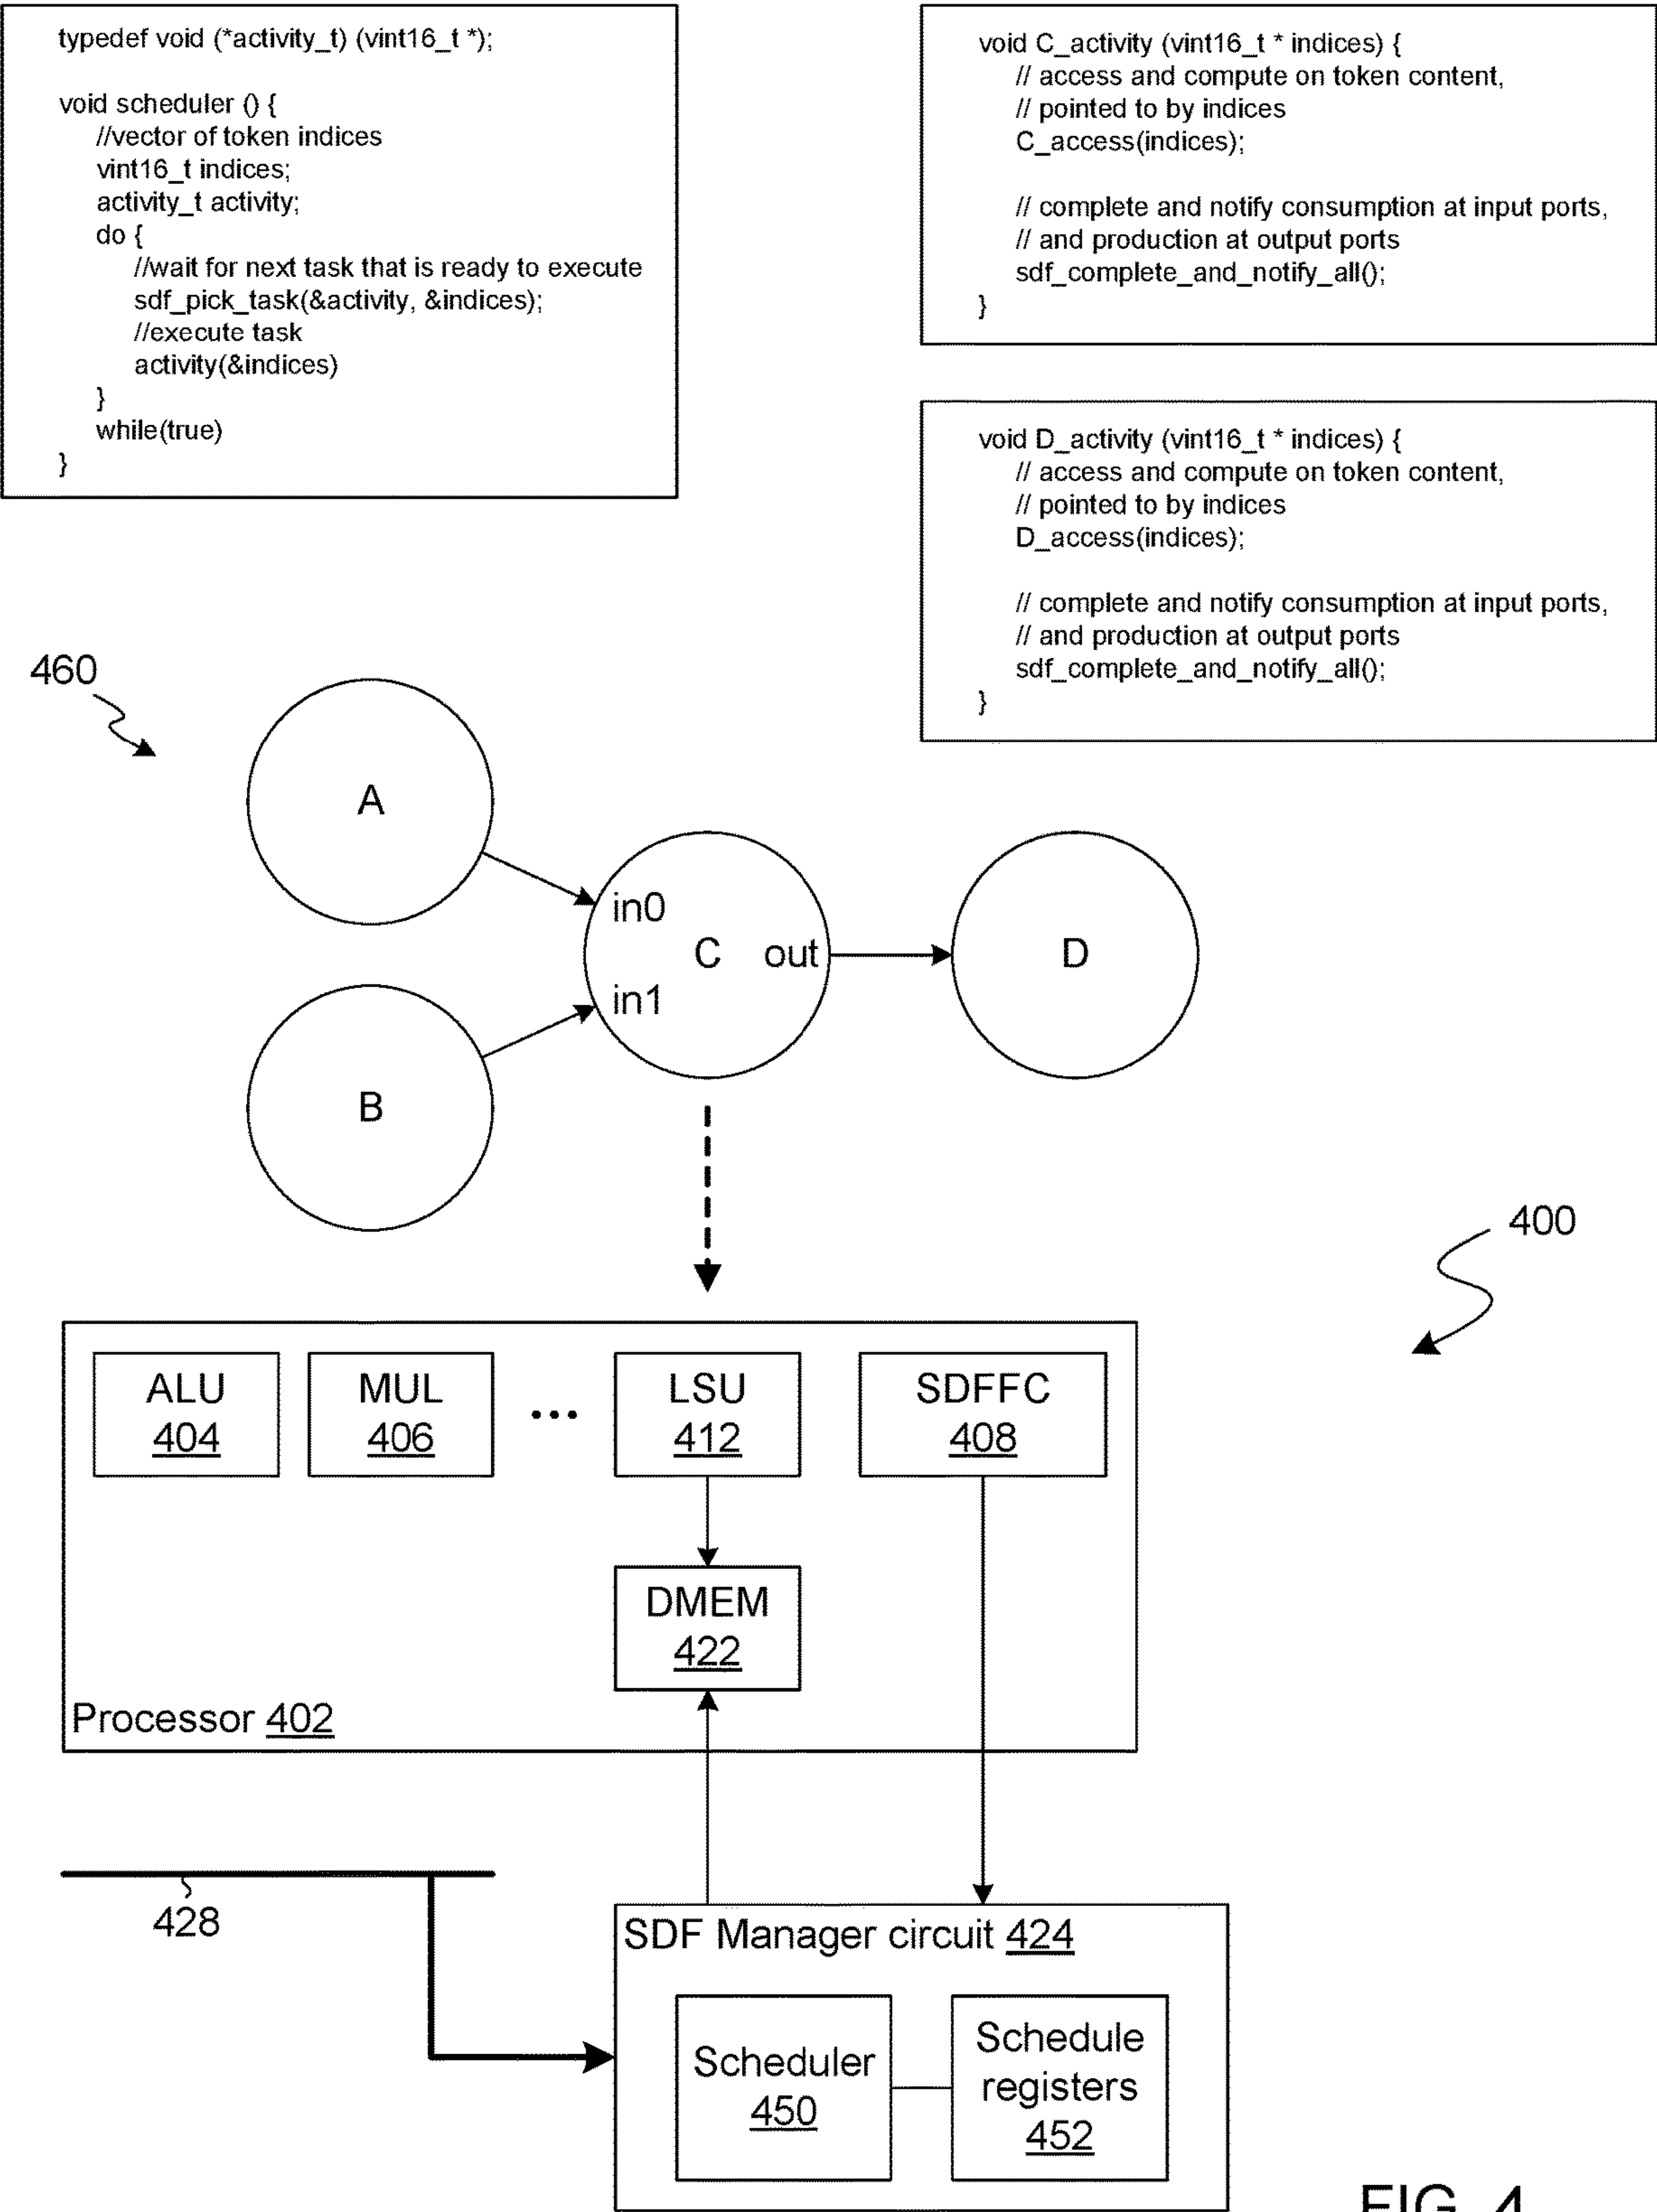 typedef void (*activity_t) (vint16_t *);
void scheduler () {
//vector of token indices
vint16_t indices;
activity_t activity;
do {
//wait for next task that is ready to execute
sdf_pick_task(&activity, &indices);
//execute task
activity(&indices)
}
while(true)
}
void C_activity (vint16_t * indices) {
// access and compute on token content,
// pointed to by indices
C_access(indices);
// complete and notify consumption at input ports,
// and production at output ports
sdf_complete_and_notify_all();
}
void D_activity (vint16_t * indices) {
// access and compute on token content,
// pointed to by indices
D_access(indices);
// complete and notify consumption at input ports,
// and production at output ports
sdf_complete_and_notify_all();
}
460
A
in0
C out
D
in1
B
400
ALU
404
MUL
406
...
LSU
412
SDFFC
408
DMEM
422
Processor 402
428
SDF Manager circuit 424
Scheduler
450
Schedule
registers
452
FIG. 4